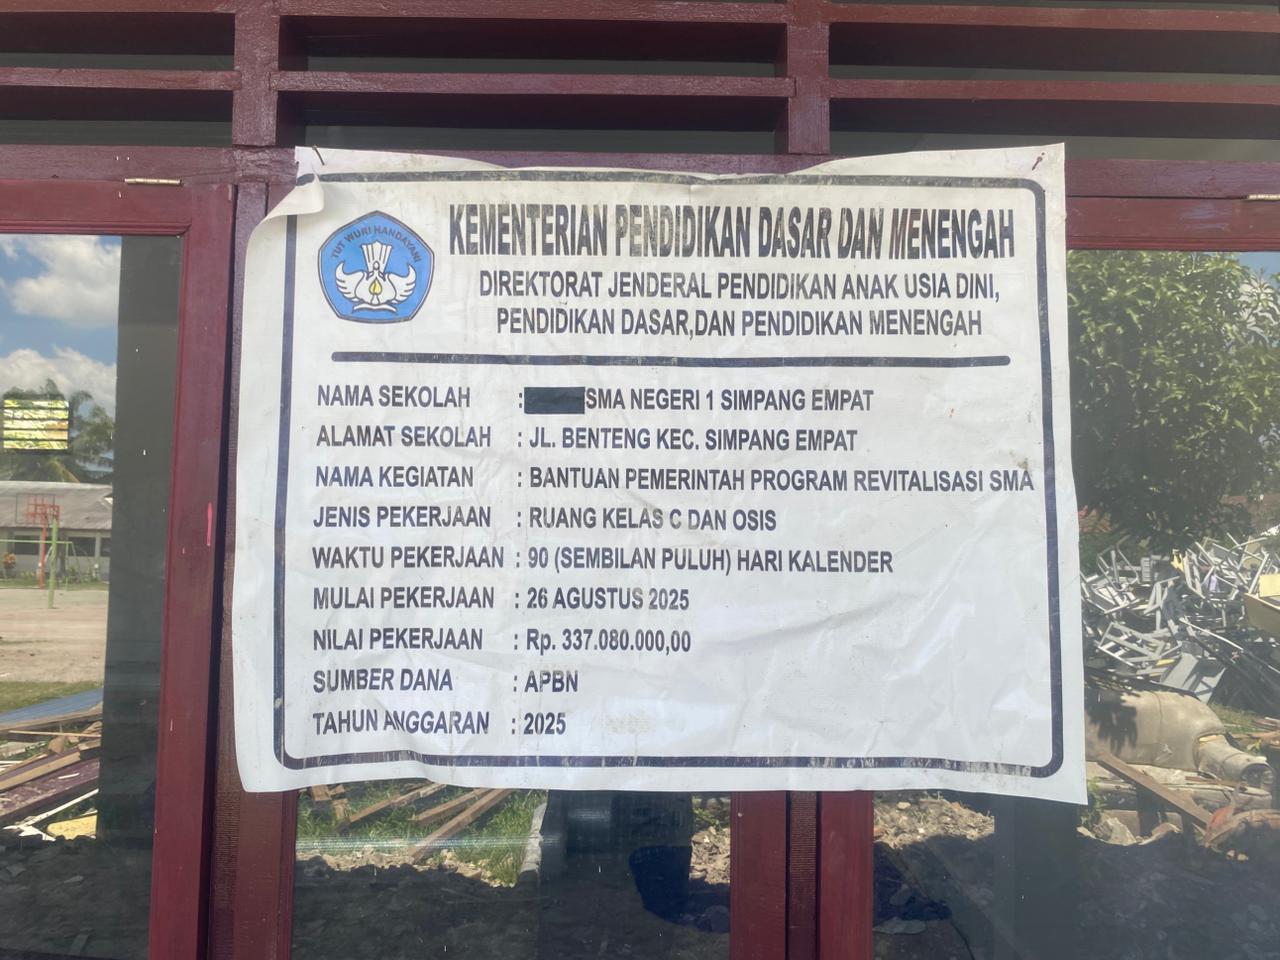 TUT WURI HANDAYANI
KEMENTERIAN PENDIDIKAN DASAR DAN MENENGAH
DIREKTORAT JENDERAL PENDIDIKAN ANAK USIA DINI,
PENDIDIKAN DASAR,DAN PENDIDIKAN MENENGAH
NAMA SEKOLAH : SMA NEGERI 1 SIMPANG EMPAT
ALAMAT SEKOLAH : JL. BENTENG KEC. SIMPANG EMPAT
NAMA KEGIATAN : BANTUAN PEMERINTAH PROGRAM REVITALISASI SMA
JENIS PEKERJAAN : RUANG KELAS C DAN OSIS
WAKTU PEKERJAAN : 90 (SEMBILAN PULUH) HARI KALENDER
MULAI PEKERJAAN : 26 AGUSTUS 2025
NILAI PEKERJAAN : Rp. 337.080.000,00
SUMBER DANA : APBN
TAHUN ANGGARAN : 2025